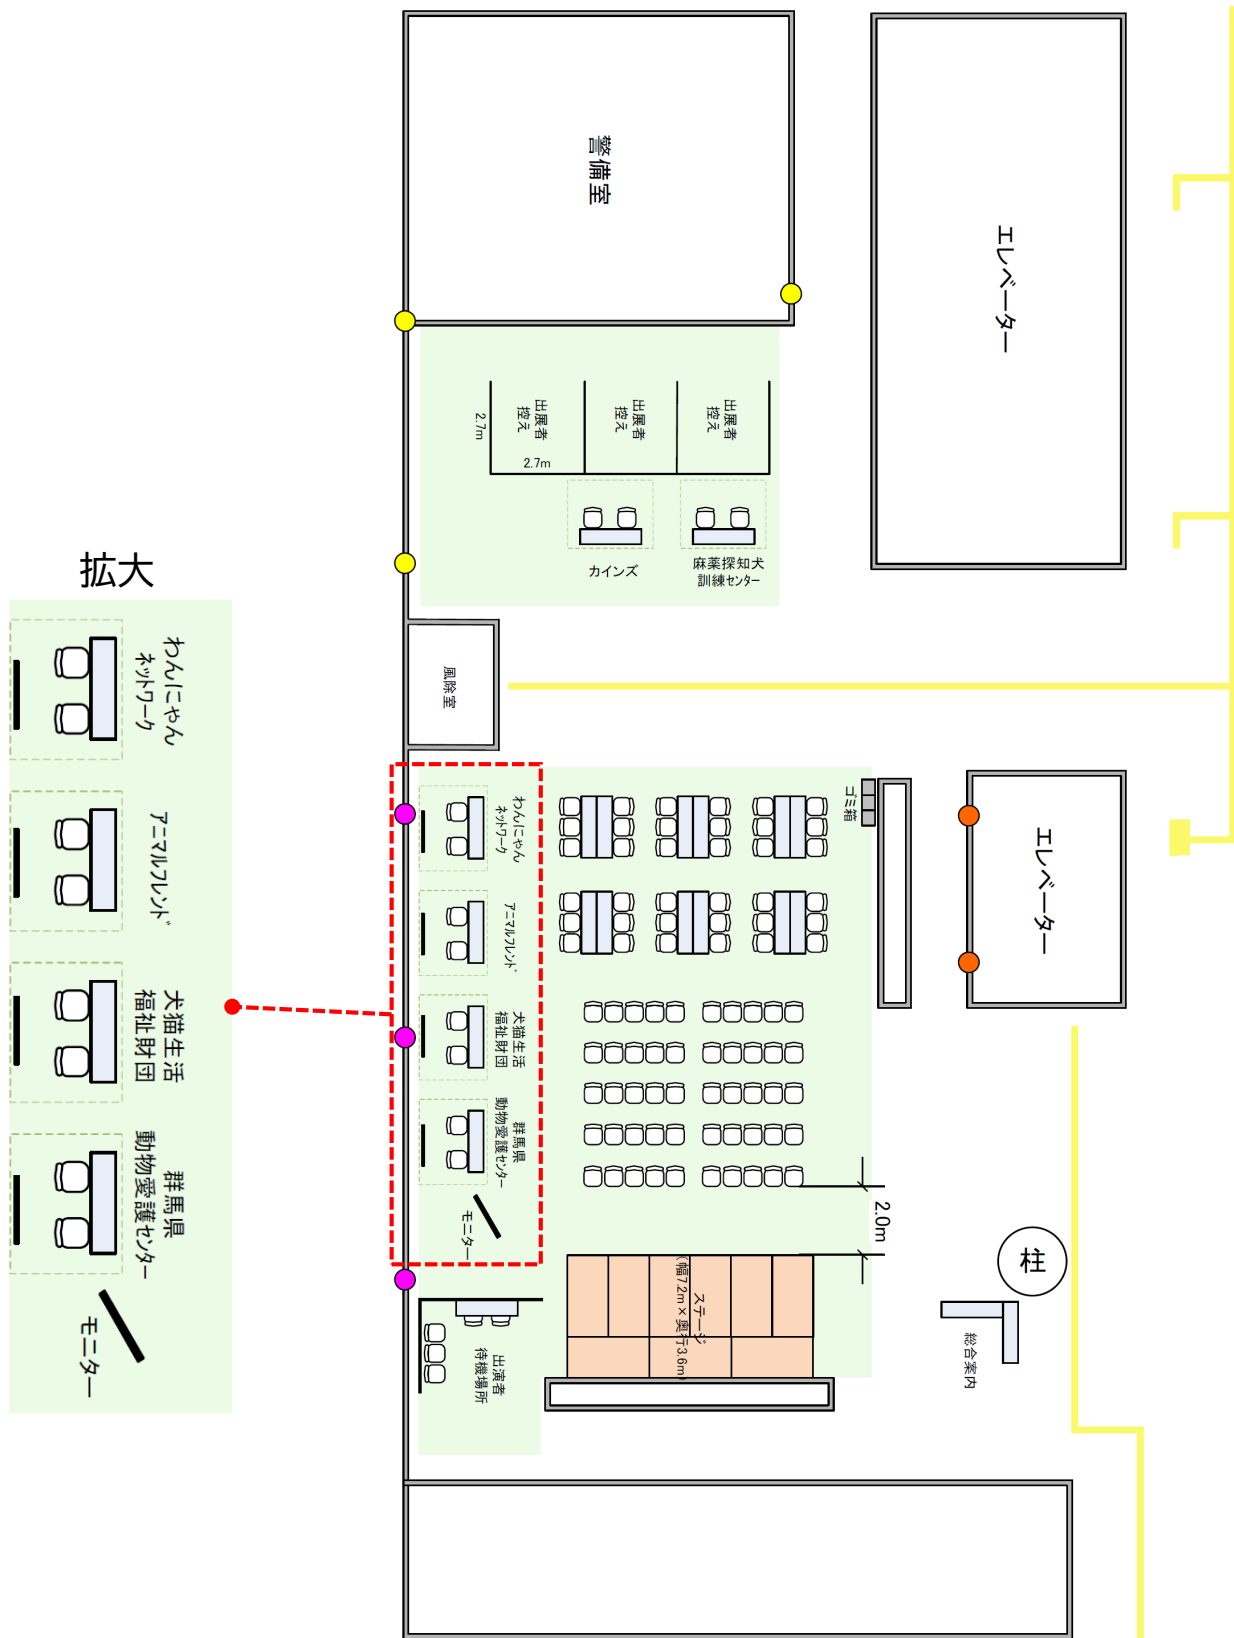 警備室
エレベーター
出展者
控え
出展者
控え
出展者
控え
2.7m
2.7m
カインズ
麻薬探知犬
訓練センター
拡大
わんにゃん
ネットワーク
アニマルフレンド
犬猫生活
福祉財団
群馬県
動物愛護センター
モニター
風除室
わんにゃん
ネットワーク
アニマルフレンド
犬猫生活
福祉財団
群馬県
動物愛護センター
モニター
ゴミ箱
エレベーター
2.0m
柱
総合案内
ステージ
(幅7.2m×奥行3.6m)
出演者
待機場所